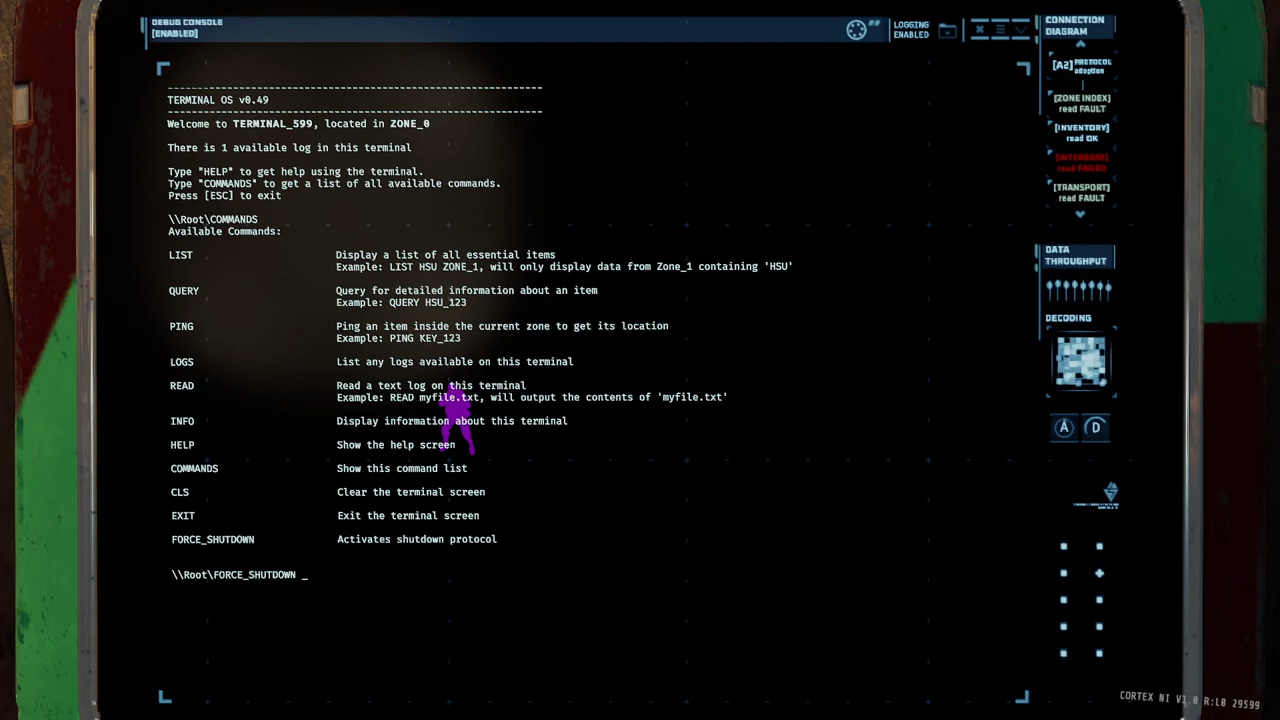 DEBUG CONSOLE
[ENABLED]
LOGGING
ENABLED
---------------------------------------------------------------
TERMINAL OS v0.49
---------------------------------------------------------------
Welcome to TERMINAL_599, located in ZONE_0
There is 1 available log in this terminal
Type "HELP" to get help using the terminal.
Type "COMMANDS" to get a list of all available commands.
Press [ESC] to exit
\\Root\COMMANDS
Available Commands:
LIST Display a list of all essential items
Example: LIST HSU ZONE_1, will only display data from Zone_1 containing 'HSU'
QUERY Query for detailed information about an item
Example: QUERY HSU_123
PING Ping an item inside the current zone to get its location
Example: PING KEY_123
LOGS List any logs available on this terminal
READ Read a text log on this terminal
Example: READ myfile.txt, will output the contents of 'myfile.txt'
INFO Display information about this terminal
HELP Show the help screen
COMMANDS Show this command list
CLS Clear the terminal screen
EXIT Exit the terminal screen
FORCE_SHUTDOWN Activates shutdown protocol
\\Root\FORCE_SHUTDOWN _
CONNECTION
DIAGRAM
[A2] PROTOCOL
adaption
[ZONE INDEX]
read FAULT
[INVENTORY]
read OK
[INTERBASE]
read FAILED
[TRANSPORT]
read FAULT
DATA
THROUGHPUT
DECODING
A D
CORTEX NI V1.0 R:L0 29599